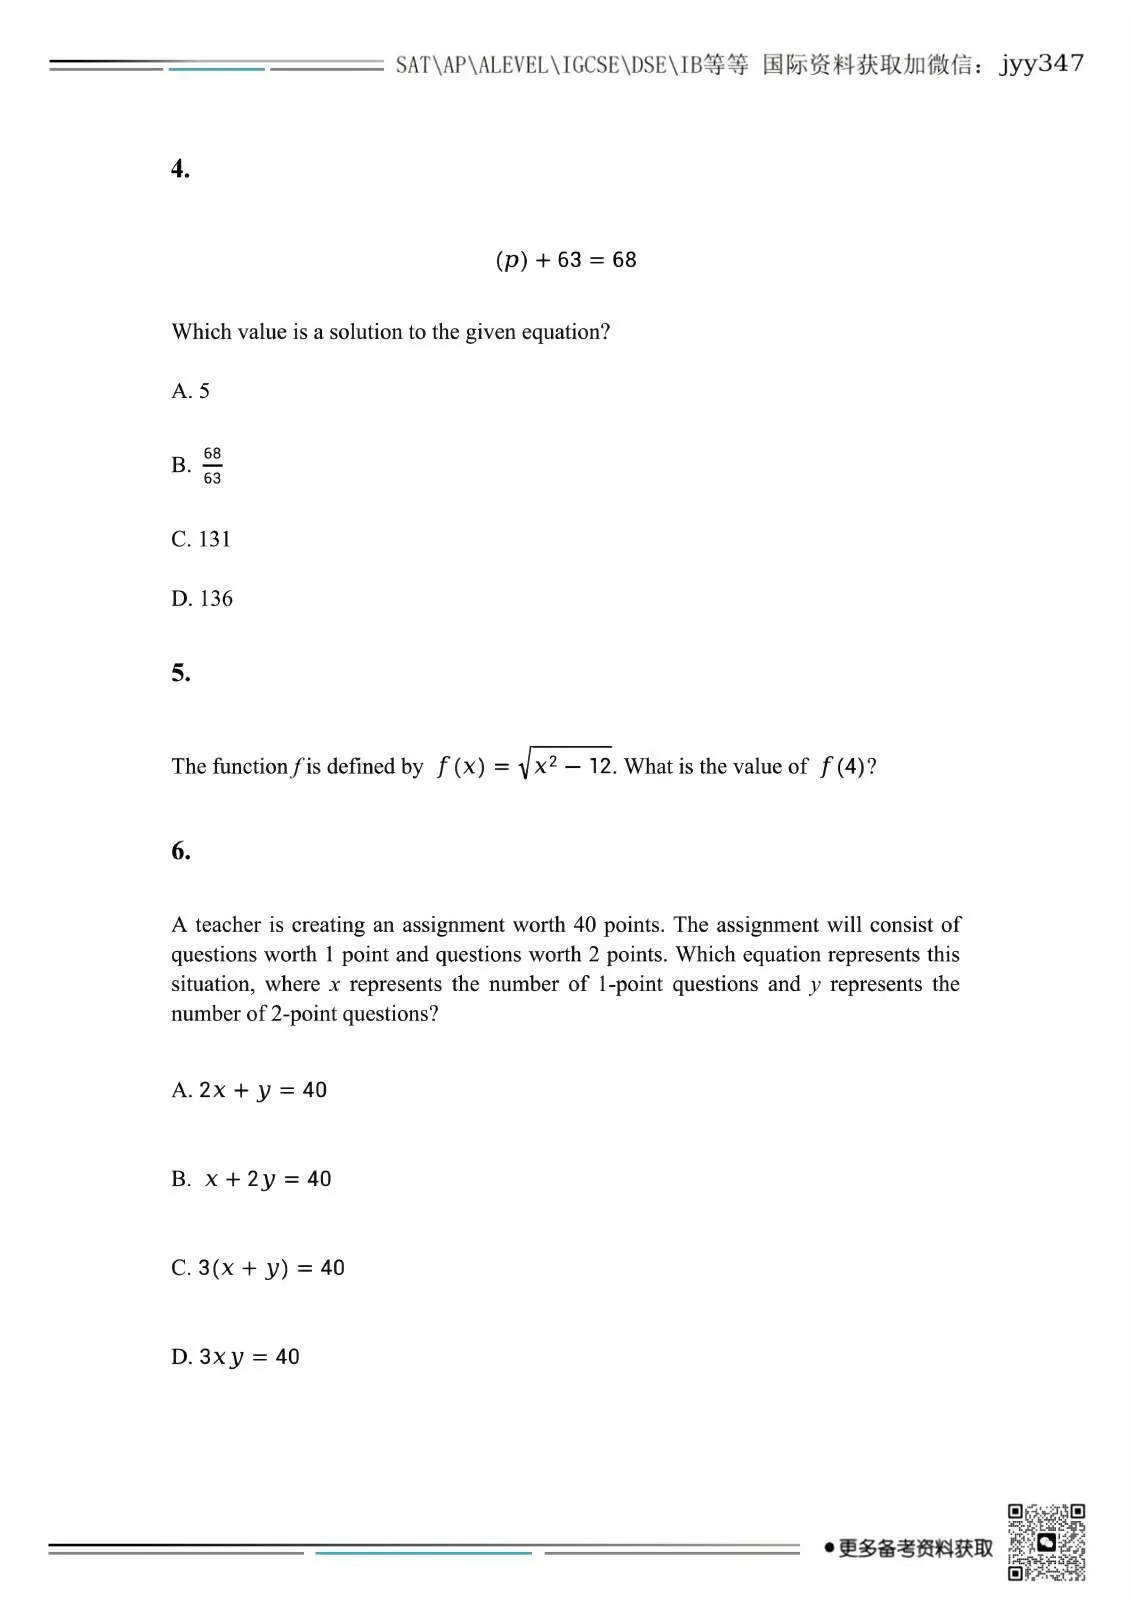 SAT\AP\ALEVEL\IGCSE\DSE\IB等等 国际资料获取加微信：jyy347
4.
(p) + 63 = 68
Which value is a solution to the given equation?
A. 5
B. 68/63
C. 131
D. 136
5.
The function f is defined by f(x) = √(x² − 12). What is the value of f(4)?
6.
A teacher is creating an assignment worth 40 points. The assignment will consist of
questions worth 1 point and questions worth 2 points. Which equation represents this
situation, where x represents the number of 1-point questions and y represents the
number of 2-point questions?
A. 2x + y = 40
B. x + 2y = 40
C. 3(x + y) = 40
D. 3xy = 40
●更多备考资料获取